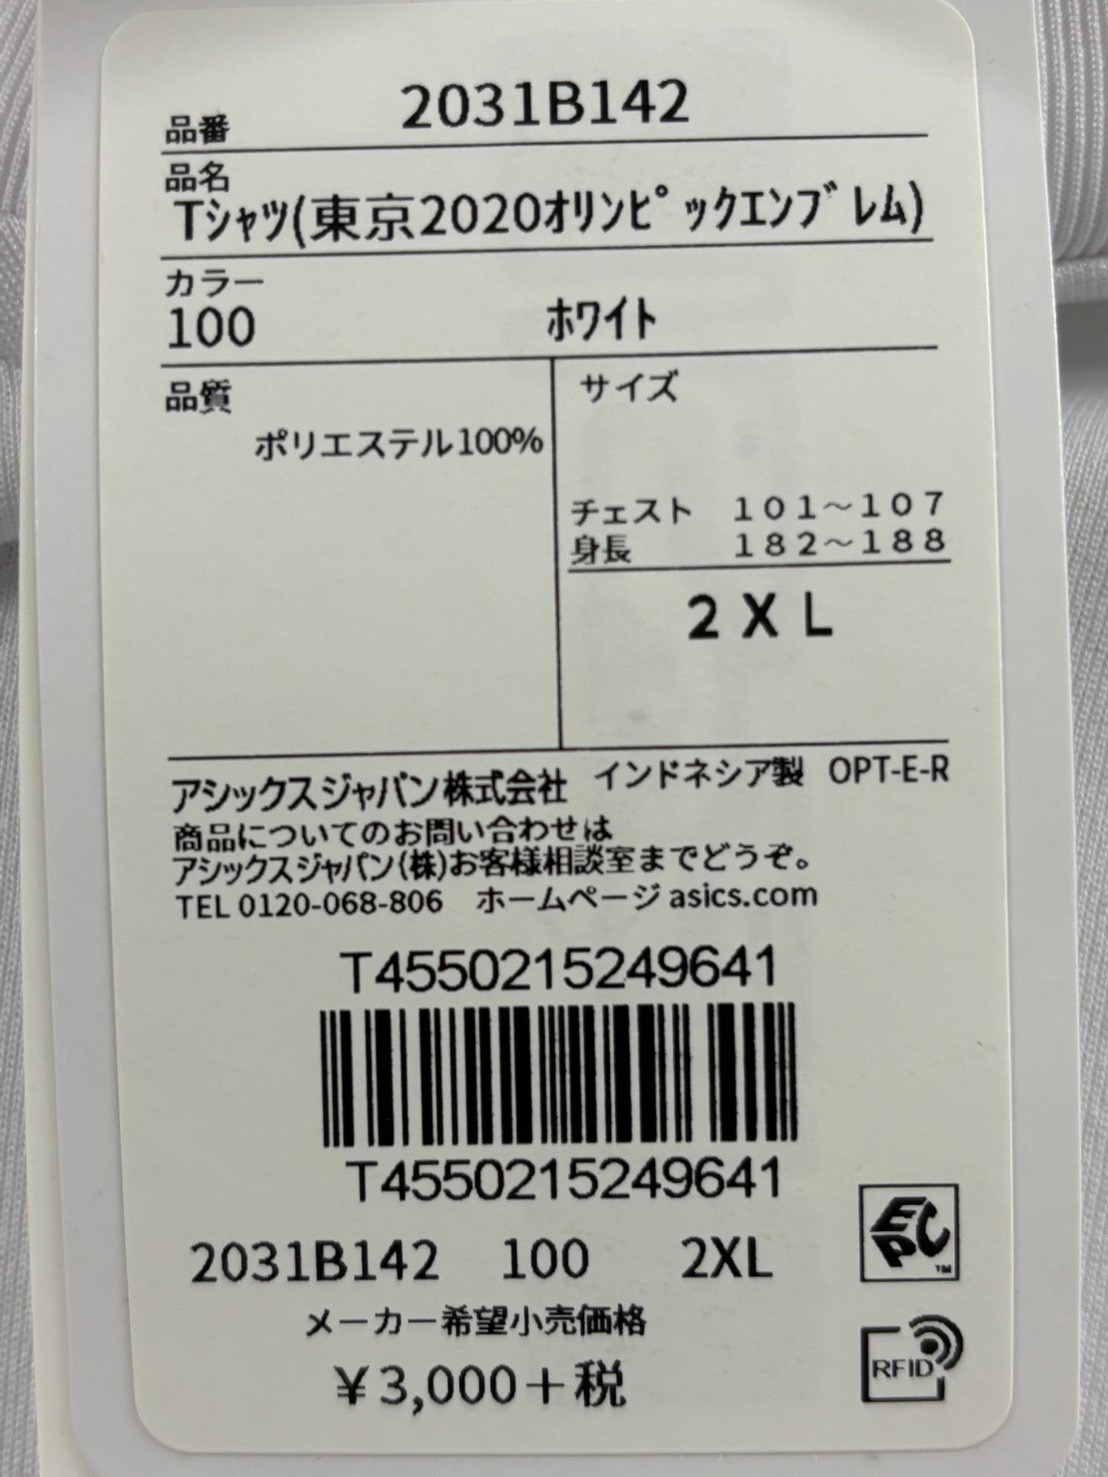 品番 2031B142
品名
Tシャツ(東京2020オリンピックエンブレム)
カラー
100 ホワイト
品質
ポリエステル100%
サイズ
チェスト 101〜107
身長 182〜188
2XL
アシックスジャパン株式会社 インドネシア製 OPT-E-R
商品についてのお問い合わせは
アシックスジャパン(株)お客様相談室までどうぞ。
TEL 0120-068-806 ホームページ asics.com
T4550215249641
T4550215249641
2031B142 100 2XL
メーカー希望小売価格
¥3,000+税
EPC™
RFID